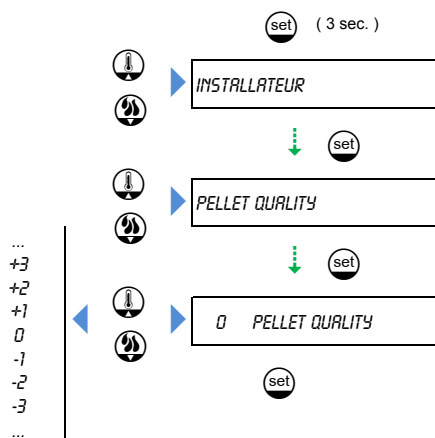 set ( 3 sec. )
INSTALLATEUR
set
PELLET QUALITY
set
0 PELLET QUALITY
set
...
+3
+2
+1
0
-1
-2
-3
...